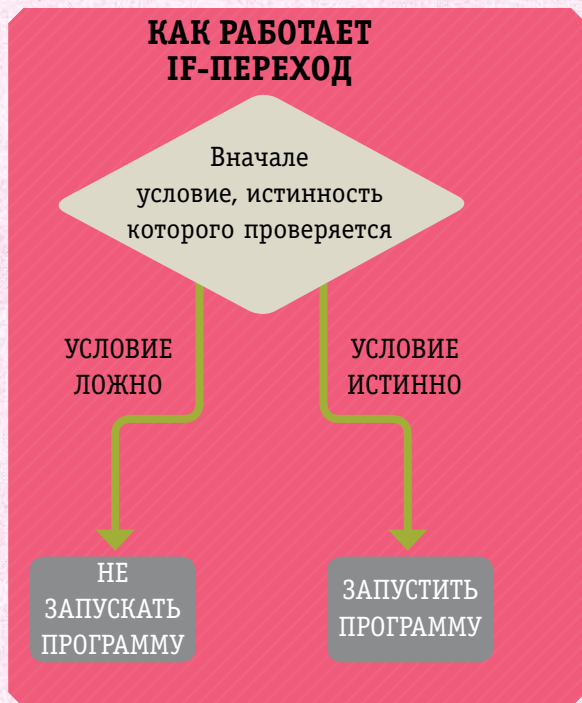 КАК РАБОТАЕТ
IF-ПЕРЕХОД
Вначале
условие, истинность
которого проверяется
УСЛОВИЕ
ЛОЖНО
УСЛОВИЕ
ИСТИННО
НЕ
ЗАПУСКАТЬ
ПРОГРАММУ
ЗАПУСТИТЬ
ПРОГРАММУ